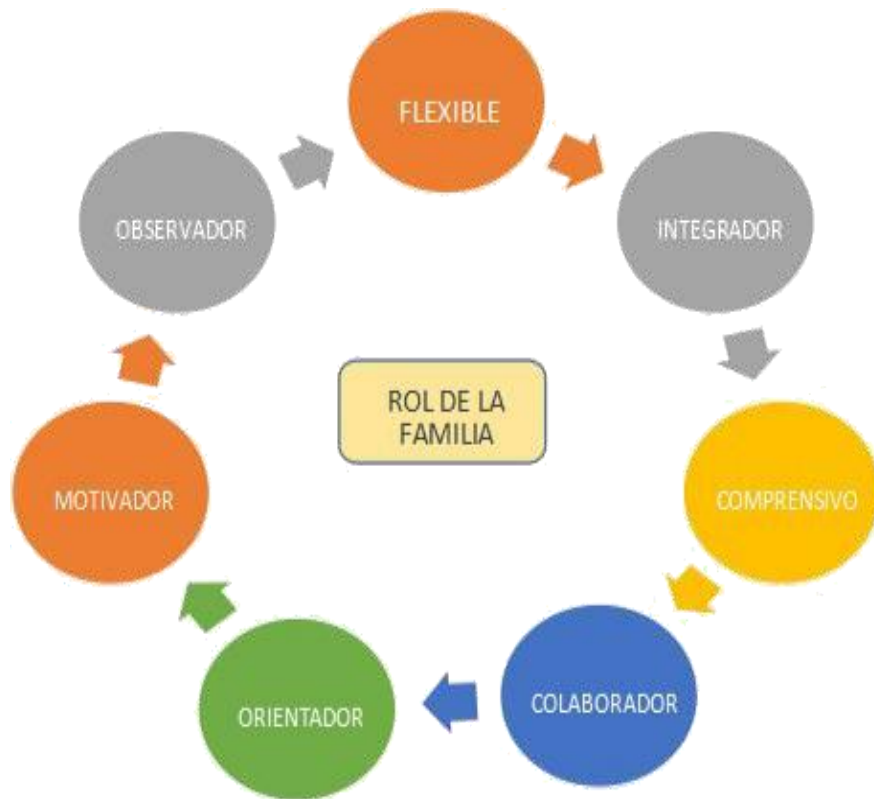 FLEXIBLE
INTEGRADOR
COMPRENSIVO
COLABORADOR
ORIENTADOR
MOTIVADOR
OBSERVADOR
ROL DE LA
FAMILIA